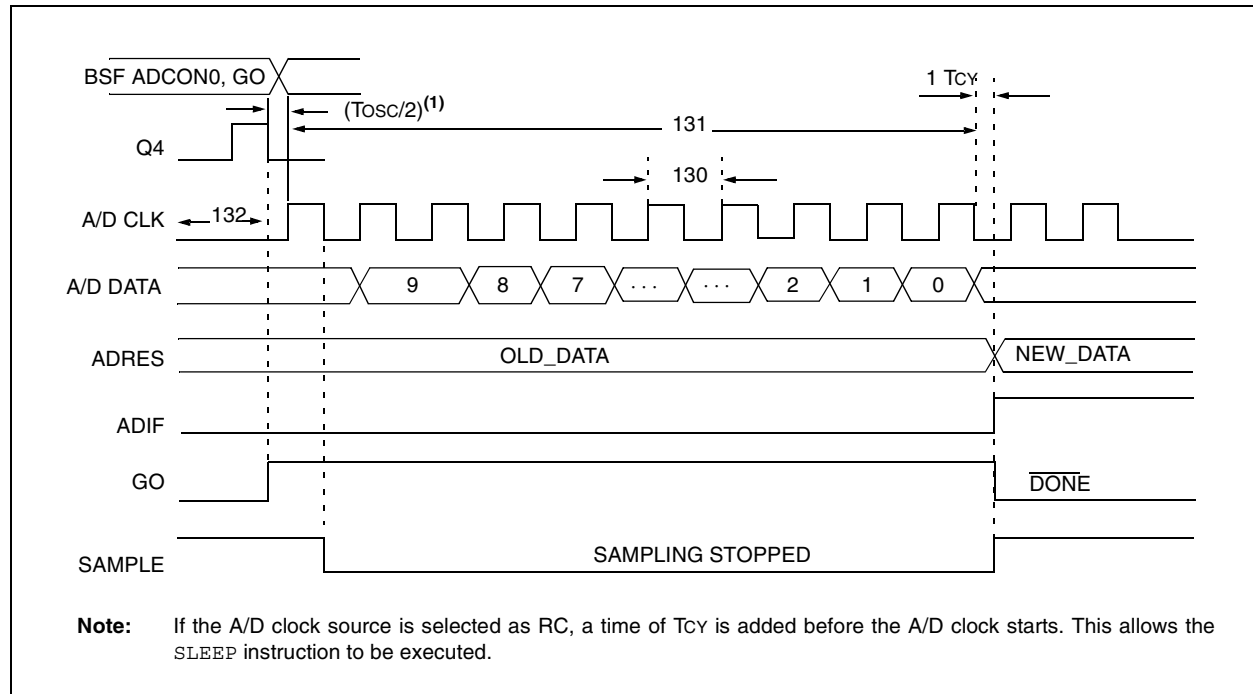 BSF ADCON0, GO
1 TCY
(TOSC/2)(1)
131
Q4
130
A/D CLK
132
A/D DATA
9 8 7 ... ... 2 1 0
ADRES
OLD_DATA
NEW_DATA
ADIF
GO
DONE
SAMPLE
SAMPLING STOPPED
Note: If the A/D clock source is selected as RC, a time of TCY is added before the A/D clock starts. This allows the
SLEEP instruction to be executed.